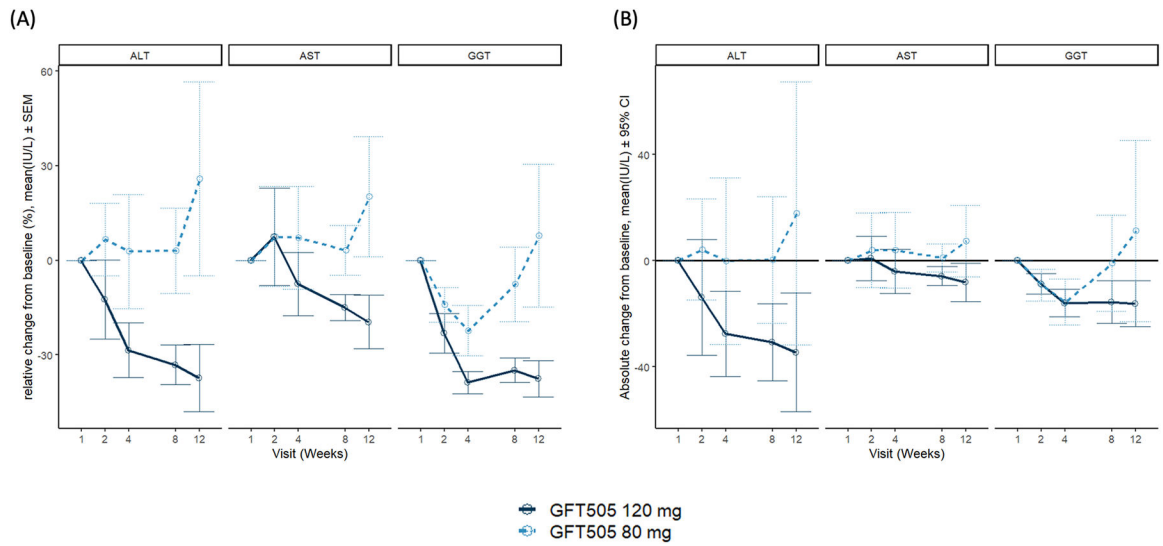 (A)
(B)
ALT
AST
GGT
ALT
AST
GGT
relative change from baseline (%), mean(IU/L) ± SEM
60
30
0
-30
1 2 4 8 12
1 2 4 8 12
1 2 4 8 12
Visit (Weeks)
Absolute change from baseline, mean(IU/L) ± 95% CI
40
0
-40
1 2 4 8 12
1 2 4 8 12
1 2 4 8 12
Visit (Weeks)
GFT505 120 mg
GFT505 80 mg